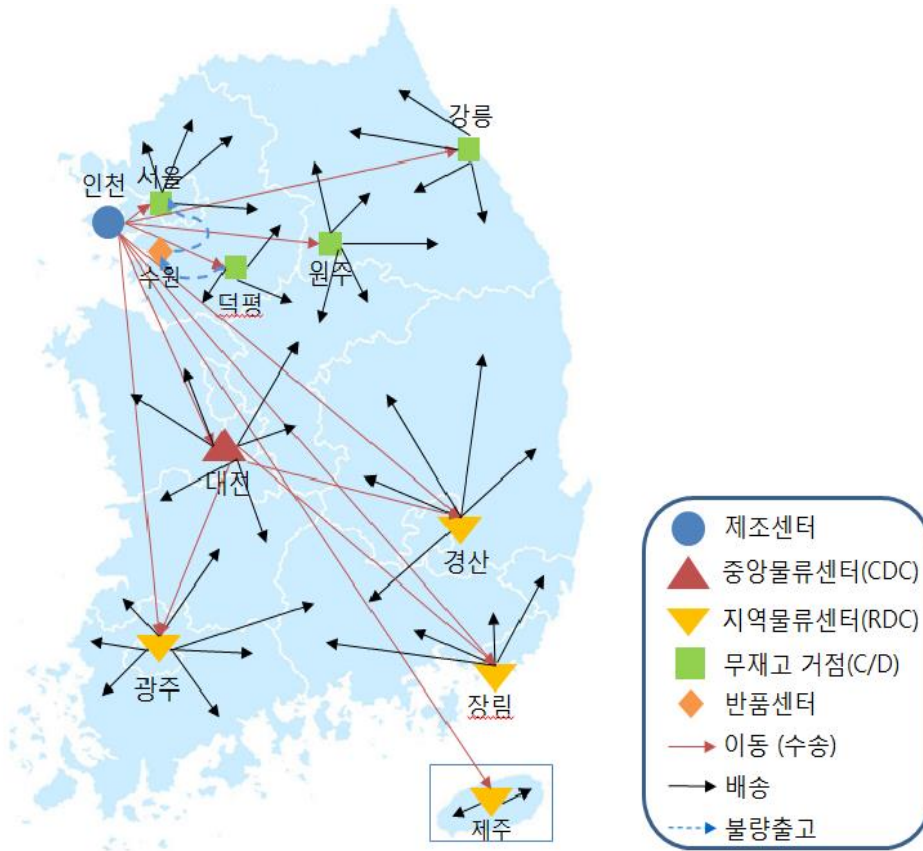 강릉
서울
인천
수원
원주
덕평
대전
경산
광주
장림
제주
제조센터
중앙물류센터(CDC)
지역물류센터(RDC)
무재고 거점(C/D)
반품센터
이동 (수송)
배송
불량출고